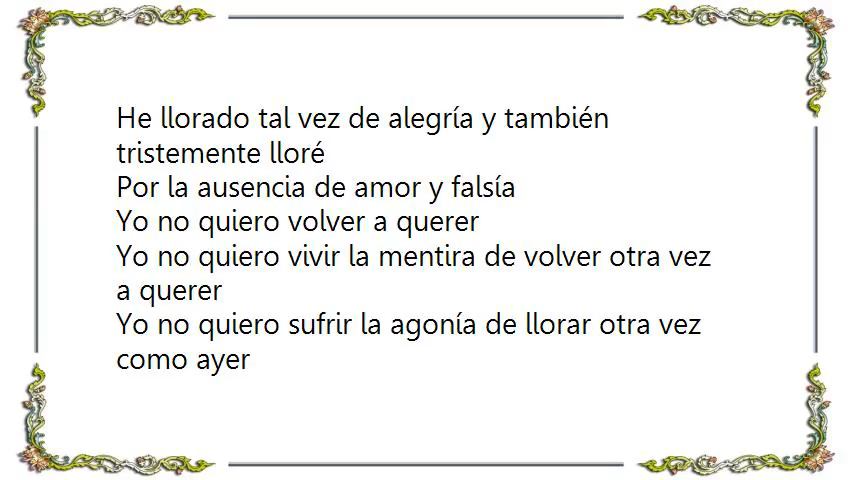 He llorado tal vez de alegría y también
tristemente lloré
Por la ausencia de amor y falsía
Yo no quiero volver a querer
Yo no quiero vivir la mentira de volver otra vez
a querer
Yo no quiero sufrir la agonía de llorar otra vez
como ayer